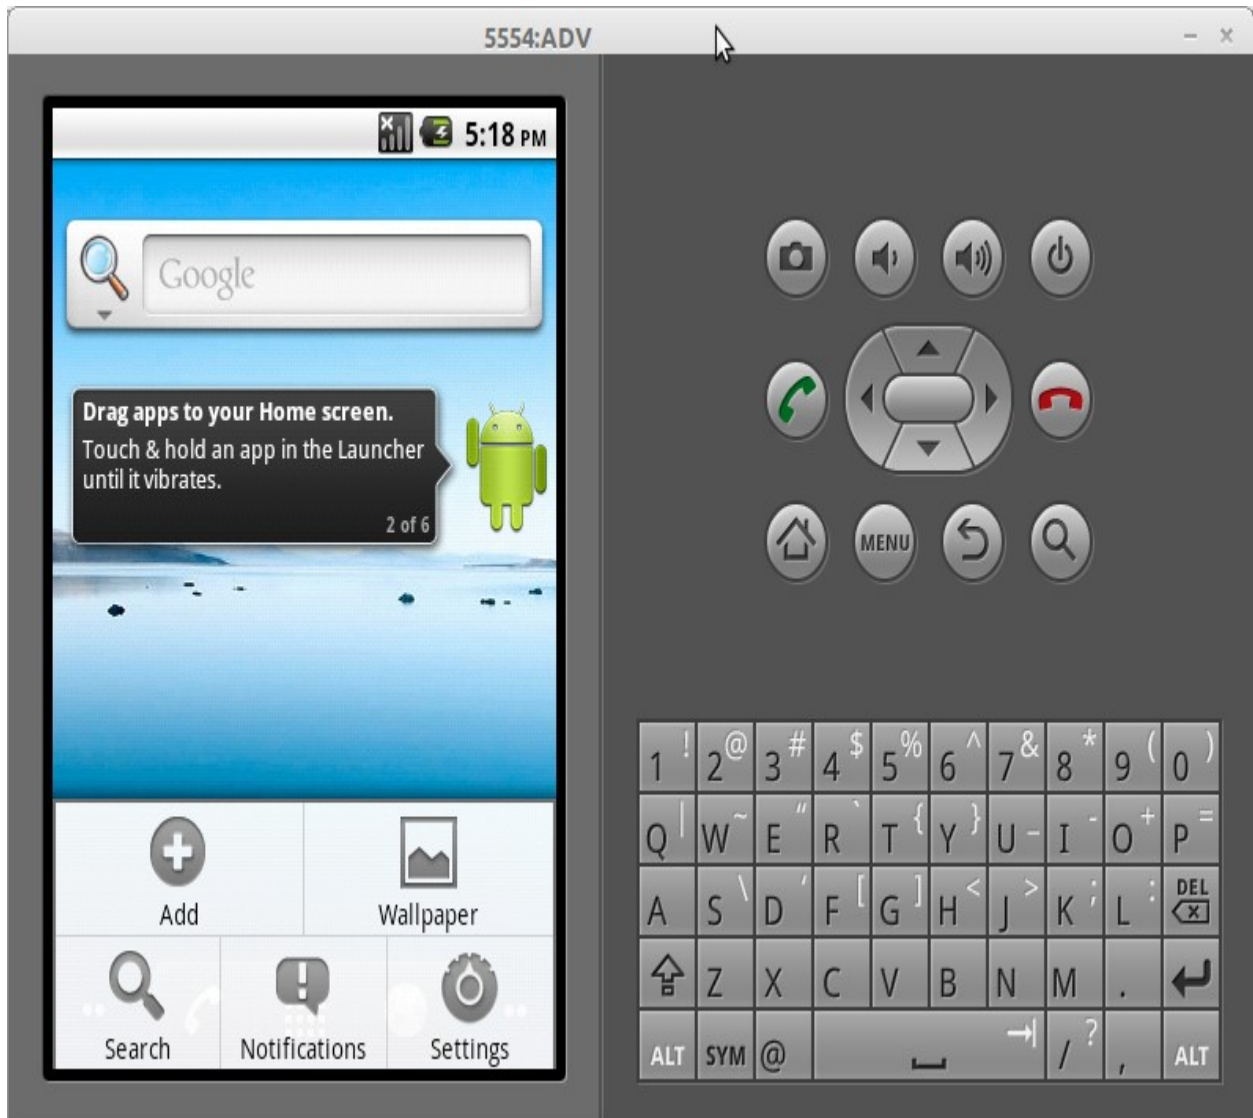 5554:ADV
5:18 PM
Google
Drag apps to your Home screen.
Touch & hold an app in the Launcher
until it vibrates.
2 of 6
Add Wallpaper
Search Notifications Settings
MENU
1 ! 2 @ 3 # 4 $ 5 % 6 ^ 7 & 8 * 9 ( 0 )
Q | W ~ E " R ` T { Y } U _ I - O + P =
A S \ D ' F [ G ] H < J > K ; L : DEL
Z X C V B N M .
ALT SYM @ / ? , ALT